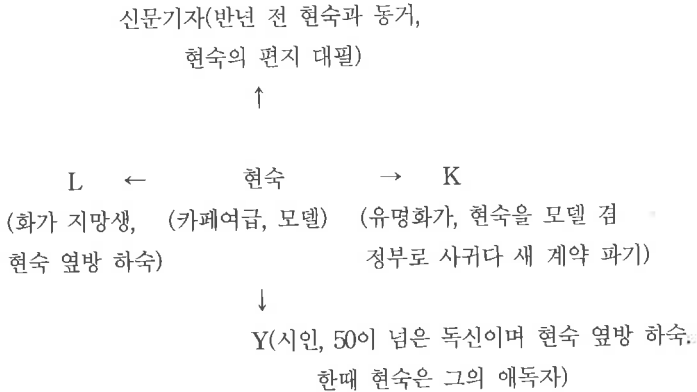 신문기자(반년 전 현숙과 동거,
현숙의 편지 대필)
↑
L ← 현숙 → K
(화가 지망생, (카페여급, 모델) (유명화가, 현숙을 모델 겸
현숙 옆방 하숙) 정부로 사귀다 새 계약 파기)
↓
Y(시인, 50이 넘은 독신이며 현숙 옆방 하숙.
한때 현숙은 그의 애독자)